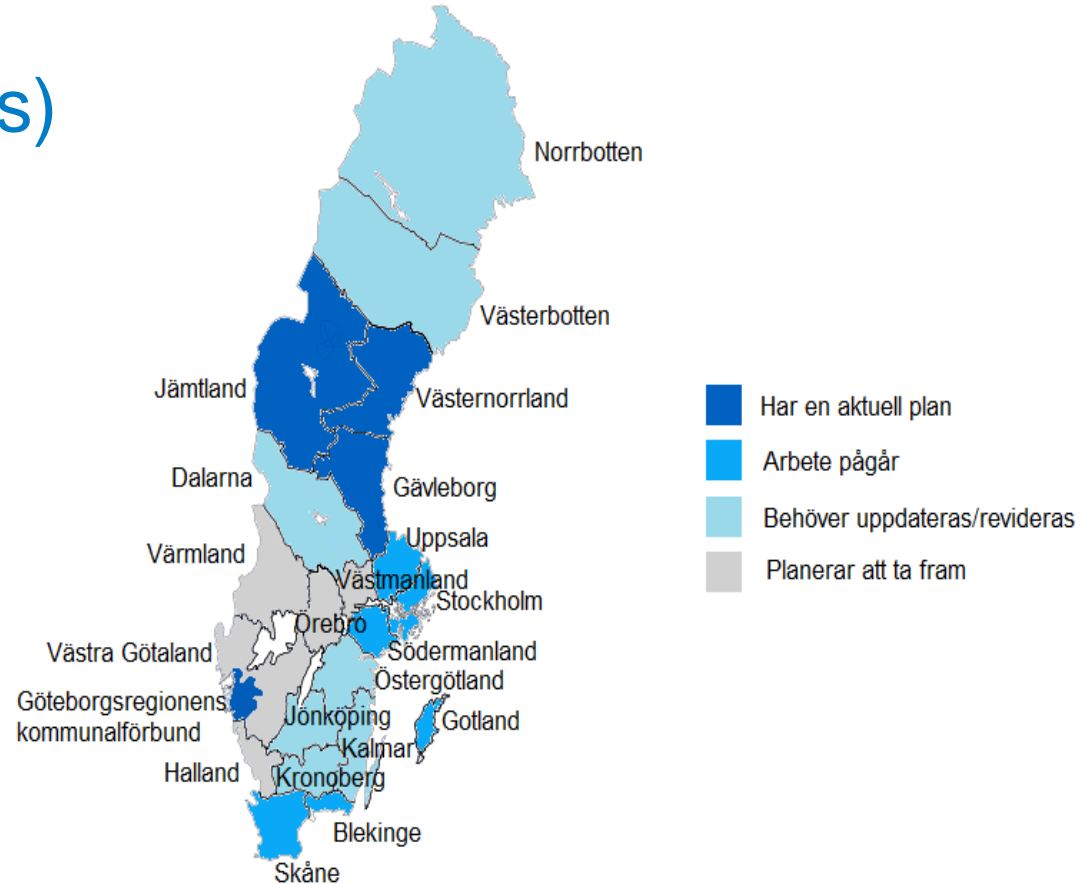 s)
Norrbotten
Västerbotten
Jämtland
Västernorrland
Har en aktuell plan
Arbete pågår
Dalarna
Gävleborg
Behöver uppdateras/revideras
Uppsala
Värmland
Planerar att ta fram
Västmanland
Stockholm
Örebro
Västra Götaland
Södermanland
Östergötland
Göteborgsregionens
kommunalförbund
Jönköping
Gotland
Kalmar
Halland
Kronoberg
Blekinge
Skåne